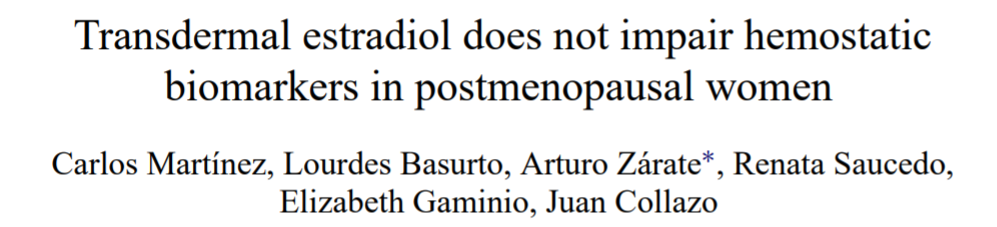 Transdermal estradiol does not impair hemostatic
biomarkers in postmenopausal women
Carlos Martínez, Lourdes Basurto, Arturo Zárate*, Renata Saucedo,
Elizabeth Gaminio, Juan Collazo